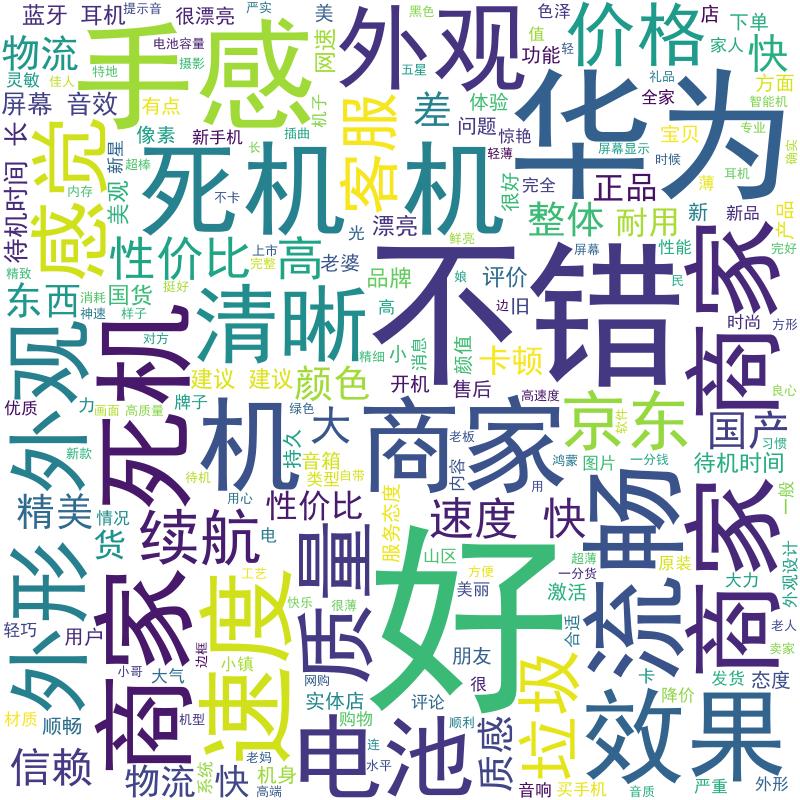 蓝牙 耳机
提示音
很漂亮
严实
美
外观
色泽
店
价格
下单
快
物流
手感
电池容量
网速
值
功能
轻
家人
灵敏
佳人
特地
摄影
五星
礼品
方面
屏幕 音效
有点
机子
客服
差
体验
华为
全家
智能机
长
感觉
像素
新手机
插曲
问题
惊艳
宝贝
专业
新星
超棒
长
死机
机
轻薄
屏幕显示
时候
耳机
待机时间
美观
内存
不卡
很好
完全
正品
薄
产品
漂亮
整体
耐用
新
新品
性价比
高
光
鲜亮
屏幕
性能
完好
精致
挺好
上市
完整
老婆
品牌
娘
评价
民
商家
东西
消耗
国货
清晰
高
不错
边
旧
神速
样子
时尚
方形
外观
死机
对方
精细
小
消息
颜值
卡顿
建议 建议
颜色
开机
售后
高速度
良心
优质
力
画面
高质量
牌子
绿色
机
大
商家
老板
京东
软件
国产
习惯
新款
持久
音箱
类型
自带
内容
鸿蒙
图片
一分钱
待机时间
待机
用
精美
情况
用心
性价比
速度 快
流畅
商家
一般
货
续航
电
质量
服务态度
山区
超薄
原装
外观设计
外形
商家
速度
工艺
好
方便
一分货
激活
大力
快乐
很薄
美丽
合适
老人
轻巧
用户
边框
小哥
大气
小镇
网购
朋友
垃圾
卡
发货
态度
卖家
很
实体店
评论
降价
效果
材质
顺畅
机型
购物
电池
顺利
质感
信赖
老妈
连
水平
物流 快
系统
机身
高端
音响
买手机
音质
严重
外形